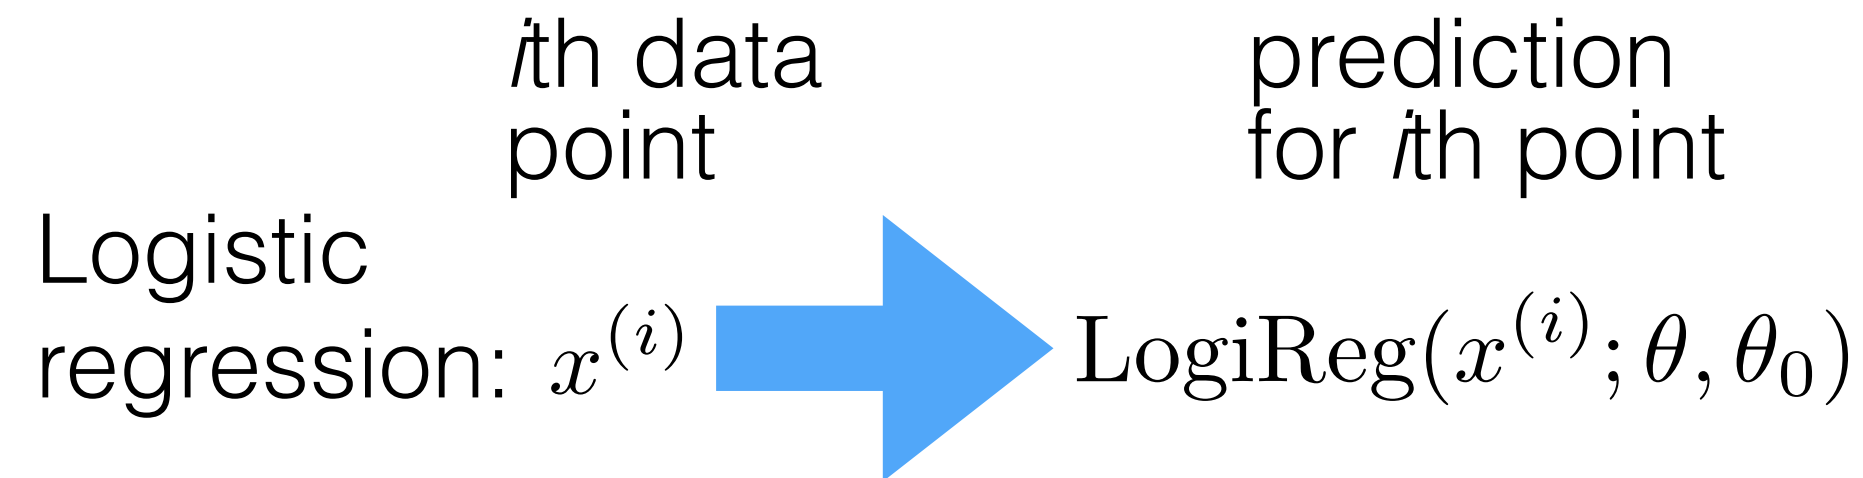 ith data
point
prediction
for ith point
Logistic
regression: x^{(i)}
LogiReg(x^{(i)}; θ, θ_0)